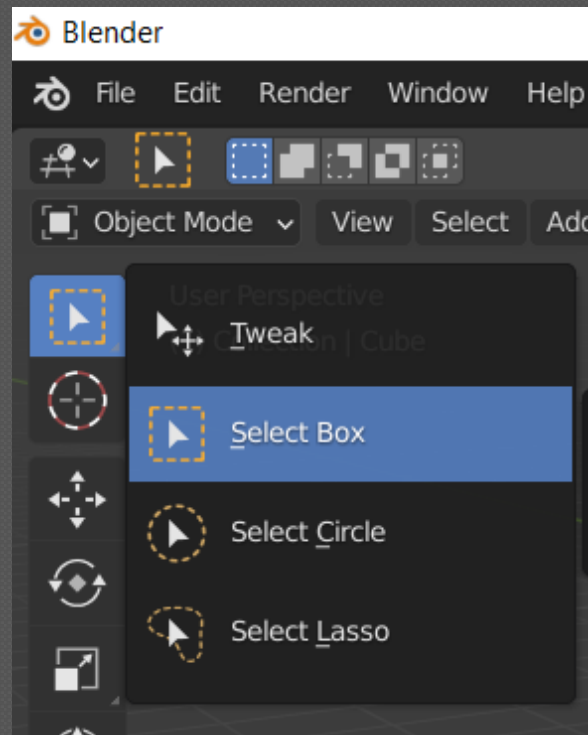 Blender
File Edit Render Window Help
Object Mode View Select Add
User Perspective
Tweak
Collection | Cube
Select Box
Select Circle
Select Lasso